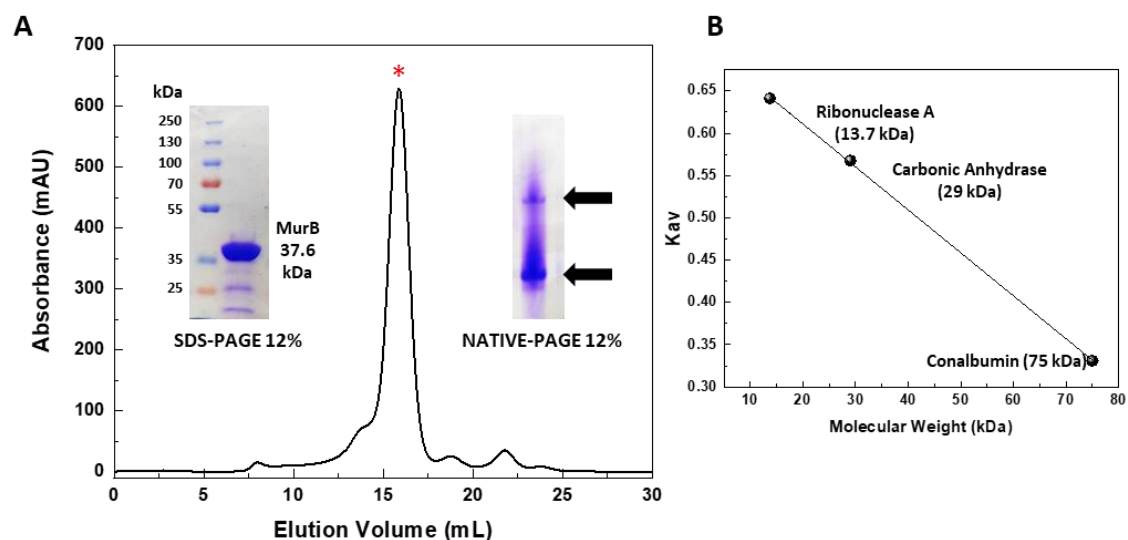 A
700
600
500
400
300
200
100
0
Absorbance (mAU)
0
5
10
15
20
25
30
Elution Volume (mL)
*
kDa
250
130
100
70
55
35
25
MurB
37.6
kDa
SDS-PAGE 12%
NATIVE-PAGE 12%
B
0.65
0.60
0.55
0.50
0.45
0.40
0.35
0.30
Kav
Ribonuclease A
(13.7 kDa)
Carbonic Anhydrase
(29 kDa)
Conalbumin (75 kDa)
10
20
30
40
50
60
70
80
Molecular Weight (kDa)